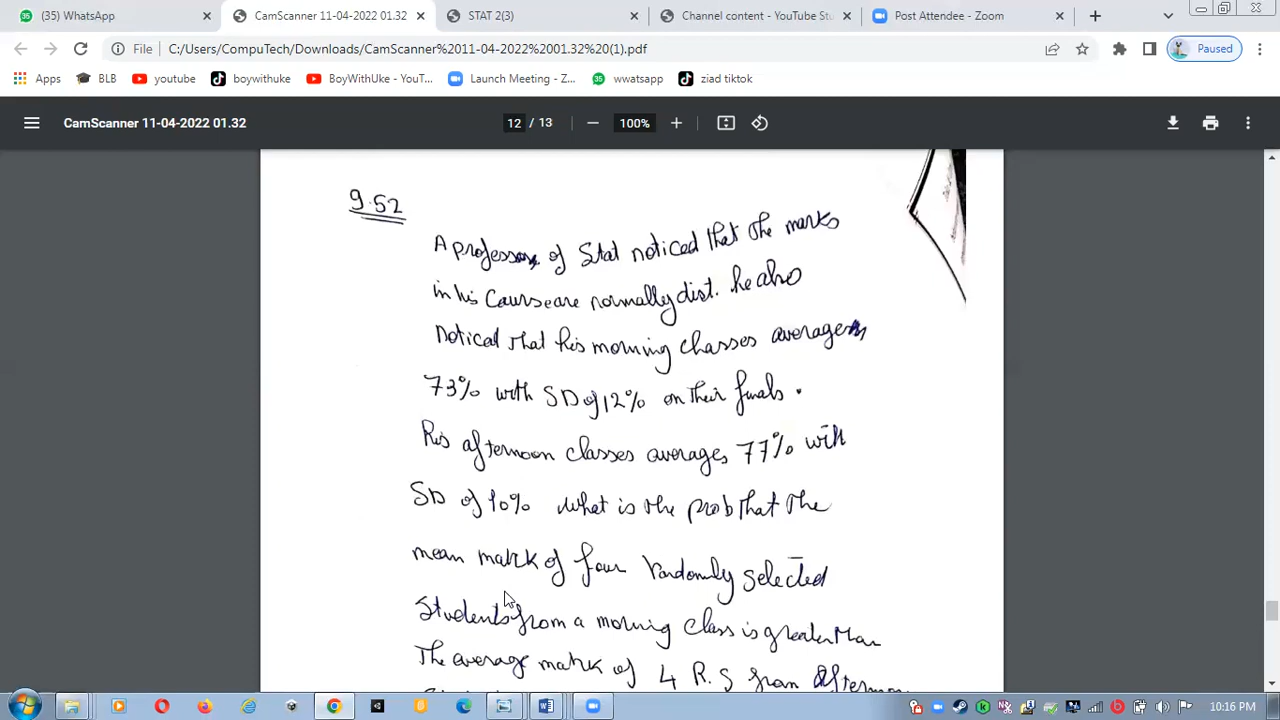 (35) WhatsApp
CamScanner 11-04-2022 01.32
STAT 2(3)
Channel content - YouTube Stu
Post Attendee - Zoom
File C:/Users/CompuTech/Downloads/CamScanner%2011-04-2022%2001.32%20(1).pdf
Paused
Apps BLB youtube boywithuke BoyWithUke - YouT... Launch Meeting - Z... wwatsapp ziad tiktok
CamScanner 11-04-2022 01.32
12 / 13 100%
9.52
A professor of Stat noticed that The marks
in his Course are normally dist. he also
Noticed That his morning classes average
73% with SD of 12% on their finals.
His afternoon classes averages 77% with
SD of 10% What is the prob That the
mean mark of four Randomly selected
Students from a morning class is greater than
The average mark of 4 R.S from Afternoon
10:16 PM